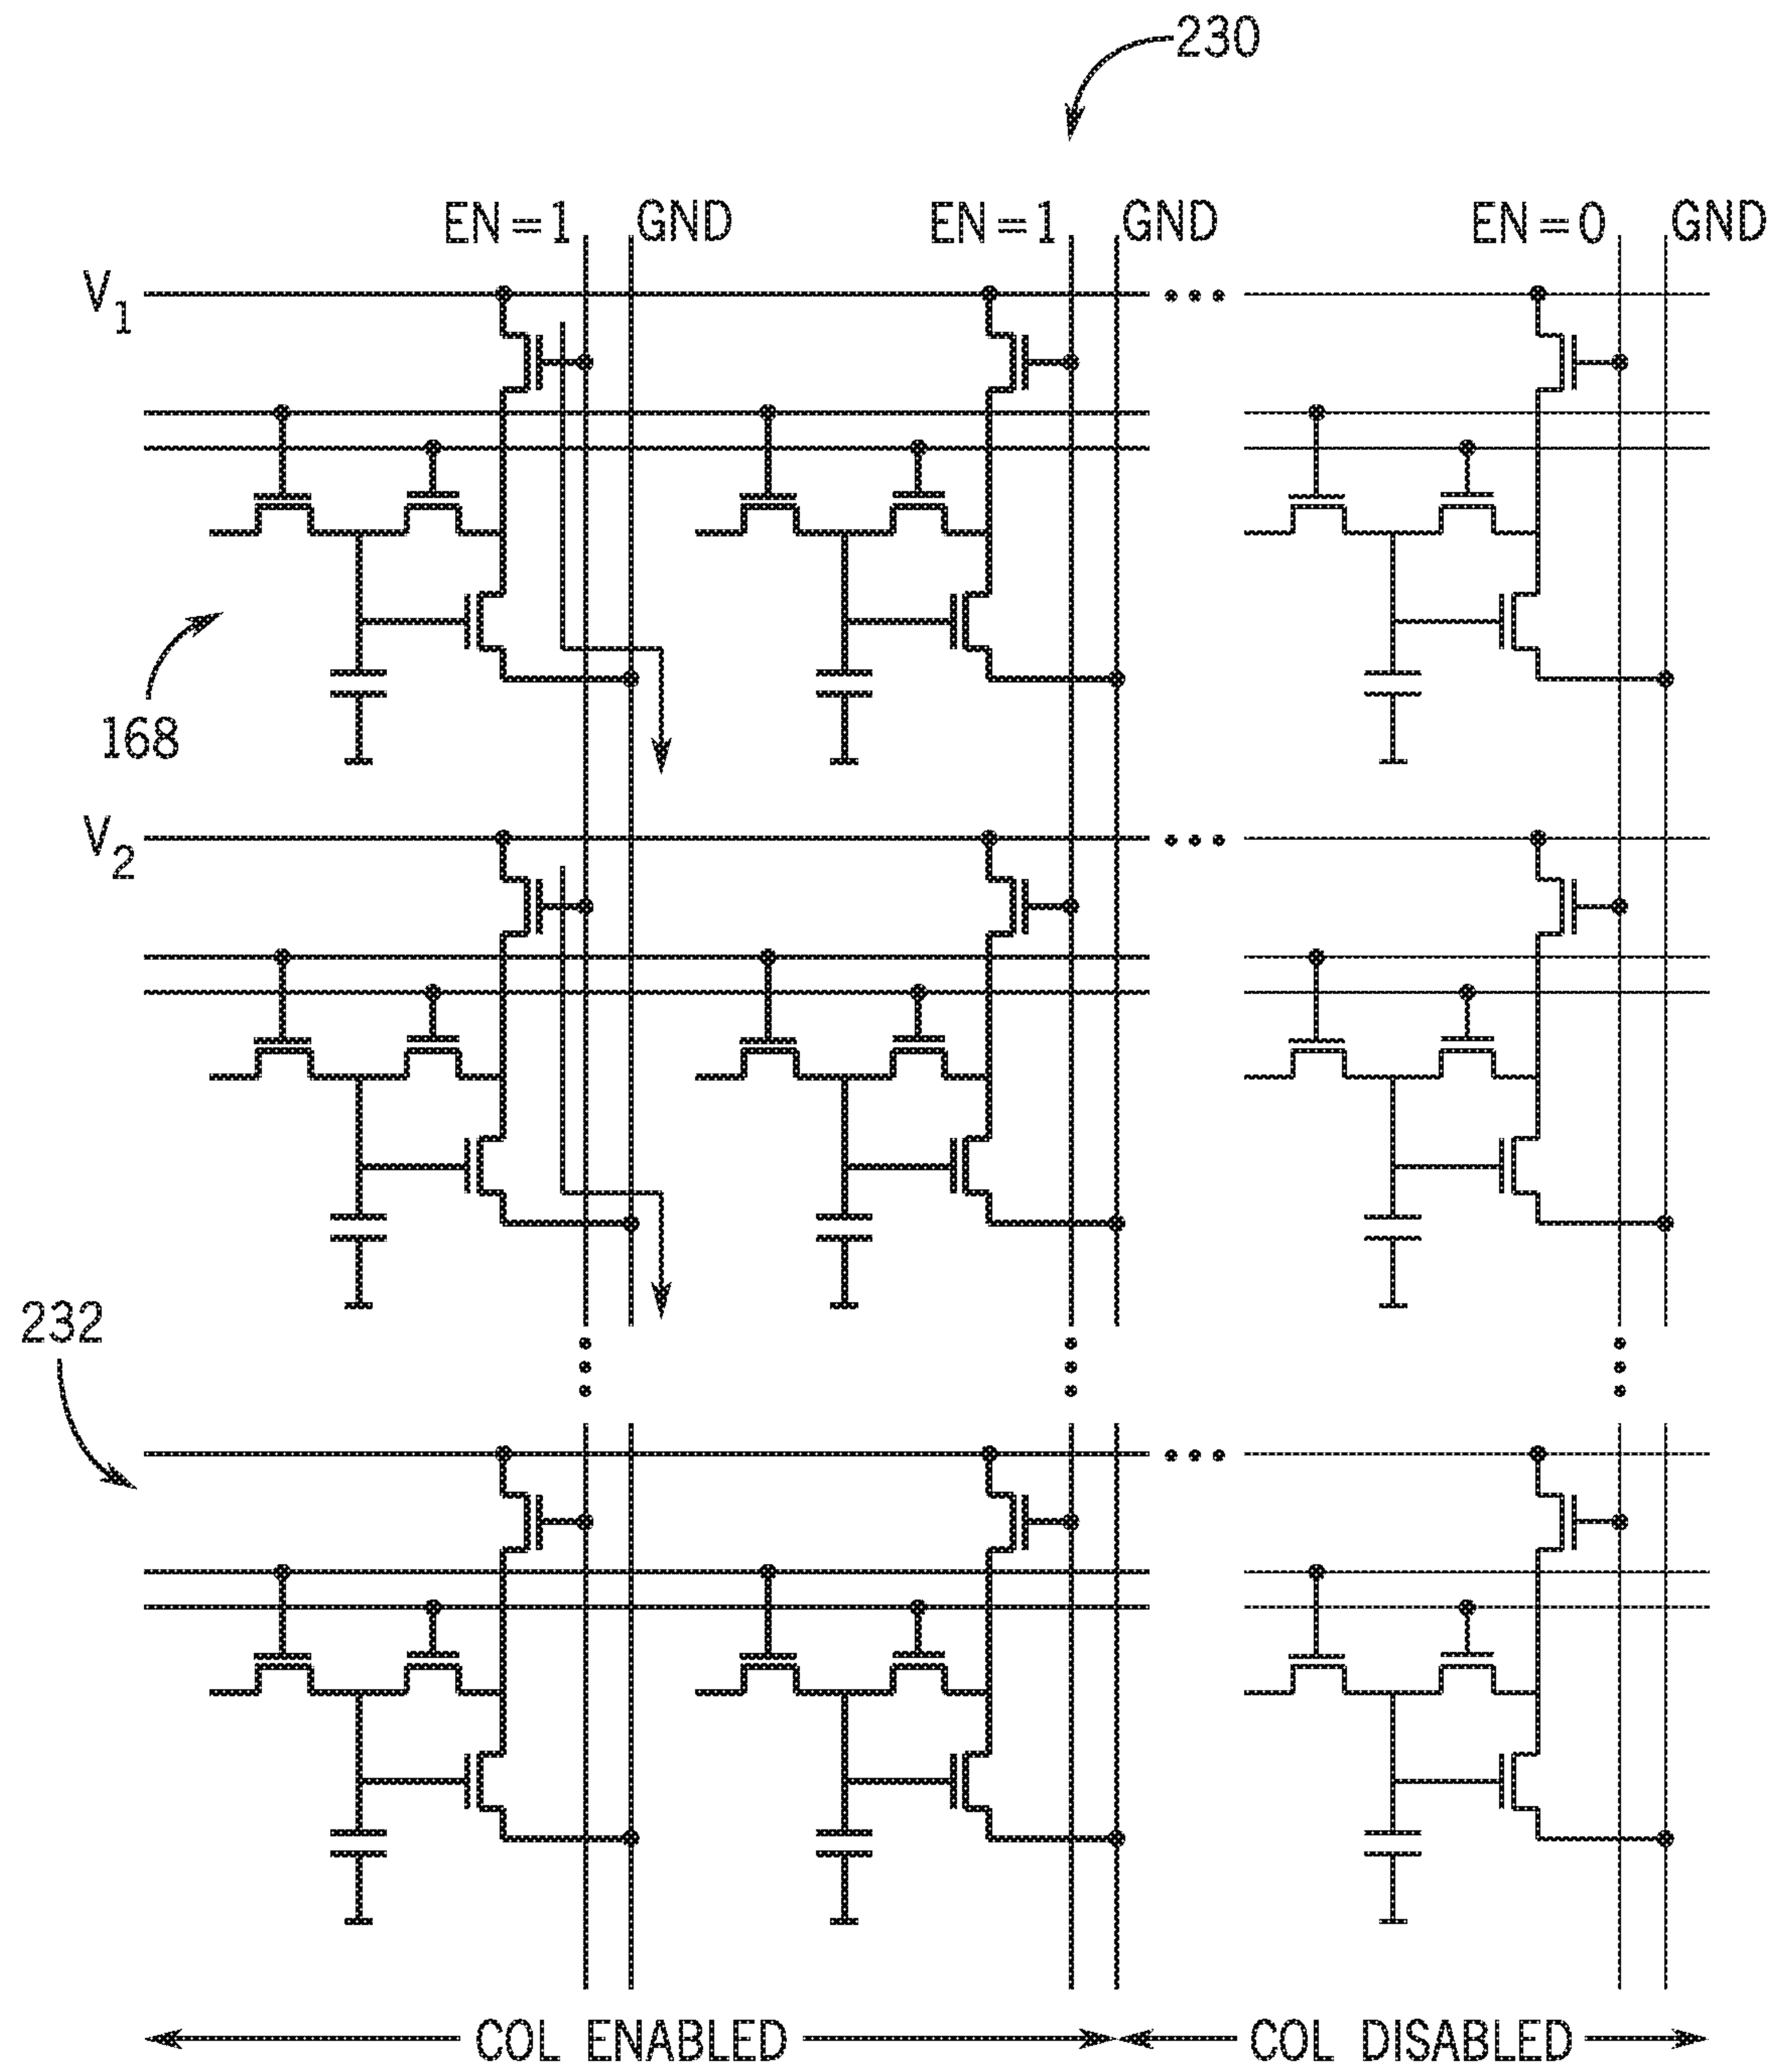 230
EN=1 GND EN=1 GND EN=0 GND
V1
168
V2
232
COL ENABLED COL DISABLED